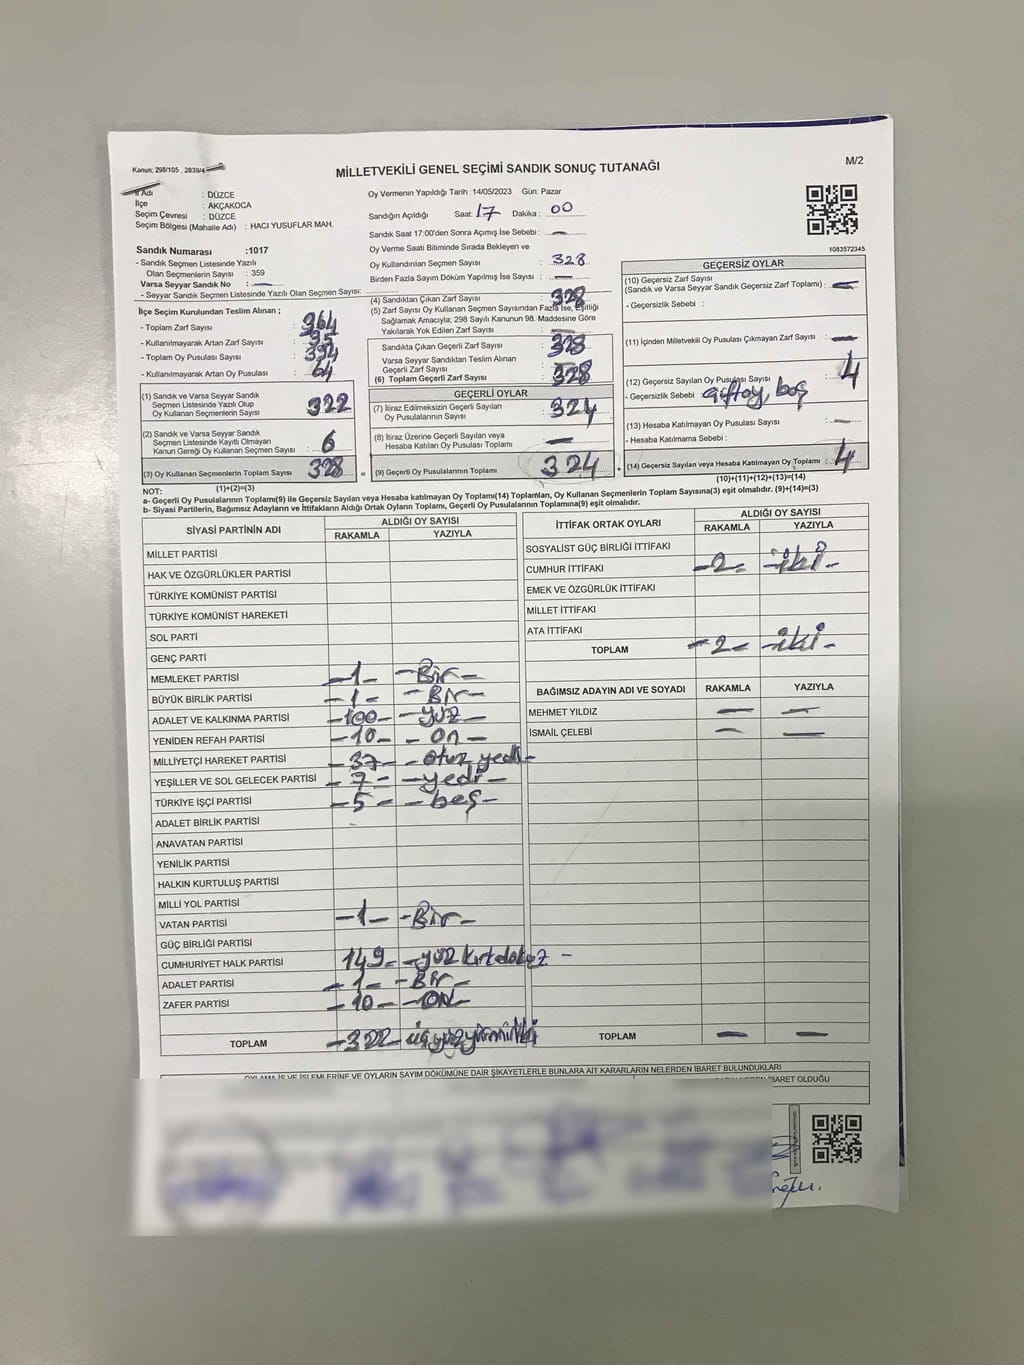 Kanun; 298/105 , 2839/4
MİLLETVEKİLİ GENEL SEÇİMİ SANDIK SONUÇ TUTANAĞI
M/2
İl Adı : DÜZCE
İlçe : AKÇAKOCA
Seçim Çevresi : DÜZCE
Seçim Bölgesi (Mahalle Adı) : HACI YUSUFLAR MAH.
Sandık Numarası :1017
- Sandık Seçmen Listesinde Yazılı
Olan Seçmenlerin Sayısı : 359
Varsa Seyyar Sandık No :
- Seyyar Sandık Seçmen Listesinde Yazılı Olan Seçmen Sayısı:
İlçe Seçim Kurulundan Teslim Alınan ;
- Toplam Zarf Sayısı : 364
- Kullanılmayarak Artan Zarf Sayısı :
- Toplam Oy Pusulası Sayısı :
- Kullanılmayarak Artan Oy Pusulası : 64
(1) Sandık ve Varsa Seyyar Sandık
Seçmen Listesinde Yazılı Olup
Oy Kullanan Seçmenlerin Sayısı : 322
(2) Sandık ve Varsa Seyyar Sandık
Seçmen Listesinde Kayıtlı Olmayan
Kanun Gereği Oy Kullanan Seçmen Sayısı : 6
(3) Oy Kullanan Seçmenlerin Toplam Sayısı : 328
(1)+(2)=(3)
Oy Vermenin Yapıldığı Tarih :14/05/2023 Gün: Pazar
Sandığın Açıldığı Saat: 17 Dakika : 00
Sandık Saat 17:00'den Sonra Açımış İse Sebebi : —
Oy Verme Saati Bitiminde Sırada Bekleyen ve
Oy Kullandırılan Seçmen Sayısı : 328
Birden Fazla Sayım Döküm Yapılmış İse Sayısı : —
(4) Sandıktan Çıkan Zarf Sayısı : 328
(5) Zarf Sayısı Oy Kullanan Seçmen Sayısından Fazla İse, Eşitliği
Sağlamak Amacıyla; 298 Sayılı Kanunun 98. Maddesine Göre
Yakılarak Yok Edilen Zarf Sayısı : —
Sandıkta Çıkan Geçerli Zarf Sayısı : 328
Varsa Seyyar Sandıktan Teslim Alınan
Geçerli Zarf Sayısı : —
(6) Toplam Geçerli Zarf Sayısı : 328
GEÇERLİ OYLAR
(7) İtiraz Edilmeksizin Geçerli Sayılan
Oy Pusulalarının Sayısı : 324
(8) İtiraz Üzerine Geçerli Sayılan veya
Hesaba Katılan Oy Pusulası Toplamı : —
= (9) Geçerli Oy Pusulalarının Toplamı : 324
1083572345
GEÇERSİZ OYLAR
(10) Geçersiz Zarf Sayısı
(Sandık ve Varsa Seyyar Sandık Geçersiz Zarf Toplamı) : —
- Geçersizlik Sebebi :
(11) İçinden Milletvekili Oy Pusulası Çıkmayan Zarf Sayısı : —
(12) Geçersiz Sayılan Oy Pusulası Sayısı : 4
- Geçersizlik Sebebi : çiftoy, boş
(13) Hesaba Katılmayan Oy Pusulası Sayısı : —
- Hesaba Katılmama Sebebi :
+ (14) Geçersiz Sayılan veya Hesaba Katılmayan Oy Toplamı : 4
(10)+(11)+(12)+(13)=(14)
NOT:
a- Geçerli Oy Pusulalarının Toplamı(9) ile Geçersiz Sayılan veya Hesaba katılmayan Oy Toplamı(14) Toplamları, Oy Kullanan Seçmenlerin Toplam Sayısına(3) eşit olmalıdır. (9)+(14)=(3)
b- Siyasi Partilerin, Bağımsız Adayların ve İttifakların Aldığı Ortak Oyların Toplamı, Geçerli Oy Pusulalarının Toplamına(9) eşit olmalıdır.
SİYASİ PARTİNİN ADI ALDIĞI OY SAYISI
RAKAMLA YAZIYLA
MİLLET PARTİSİ
HAK VE ÖZGÜRLÜKLER PARTİSİ
TÜRKİYE KOMÜNİST PARTİSİ
TÜRKİYE KOMÜNİST HAREKETİ
SOL PARTİ
GENÇ PARTİ
MEMLEKET PARTİSİ -1- -Bir-
BÜYÜK BİRLİK PARTİSİ -1- -Bir-
ADALET VE KALKINMA PARTİSİ -100- -yüz-
YENİDEN REFAH PARTİSİ -10- -on-
MİLLİYETÇİ HAREKET PARTİSİ -37- -otuz yedi-
YEŞİLLER VE SOL GELECEK PARTİSİ -7- -yedi-
TÜRKİYE İŞÇİ PARTİSİ -5- -beş-
ADALET BİRLİK PARTİSİ
ANAVATAN PARTİSİ
YENİLİK PARTİSİ
HALKIN KURTULUŞ PARTİSİ
MİLLİ YOL PARTİSİ
VATAN PARTİSİ -1- -Bir-
GÜÇ BİRLİĞİ PARTİSİ
CUMHURİYET HALK PARTİSİ 149- -yüz kırk dokuz -
ADALET PARTİSİ -1- -Bir-
ZAFER PARTİSİ -10- -ON-
TOPLAM -322- üç yüz yirmi iki
İTTİFAK ORTAK OYLARI ALDIĞI OY SAYISI
RAKAMLA YAZIYLA
SOSYALİST GÜÇ BİRLİĞİ İTTİFAKI
CUMHUR İTTİFAKI -2- -iki-
EMEK VE ÖZGÜRLÜK İTTİFAKI
MİLLET İTTİFAKI
ATA İTTİFAKI
TOPLAM -2- -iki-
BAĞIMSIZ ADAYIN ADI VE SOYADI RAKAMLA YAZIYLA
MEHMET YILDIZ — —
İSMAİL ÇELEBİ — —
TOPLAM — —
OYLAMA İŞ VE İŞLEMLERİNE VE OYLARIN SAYIM DÖKÜMÜNE DAİR ŞİKAYETLERLE BUNLARA AİT KARARLARIN NELERDEN İBARET BULUNDUKLARI
İBARET OLDUĞU